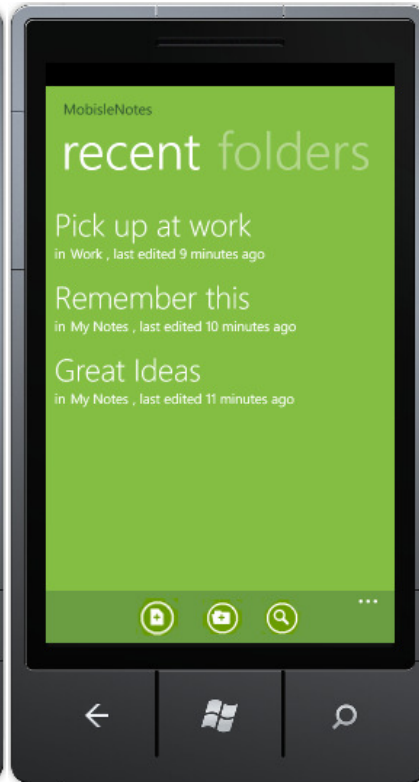 MobisleNotes
recent folders
Pick up at work
in Work , last edited 9 minutes ago
Remember this
in My Notes , last edited 10 minutes ago
Great Ideas
in My Notes , last edited 11 minutes ago